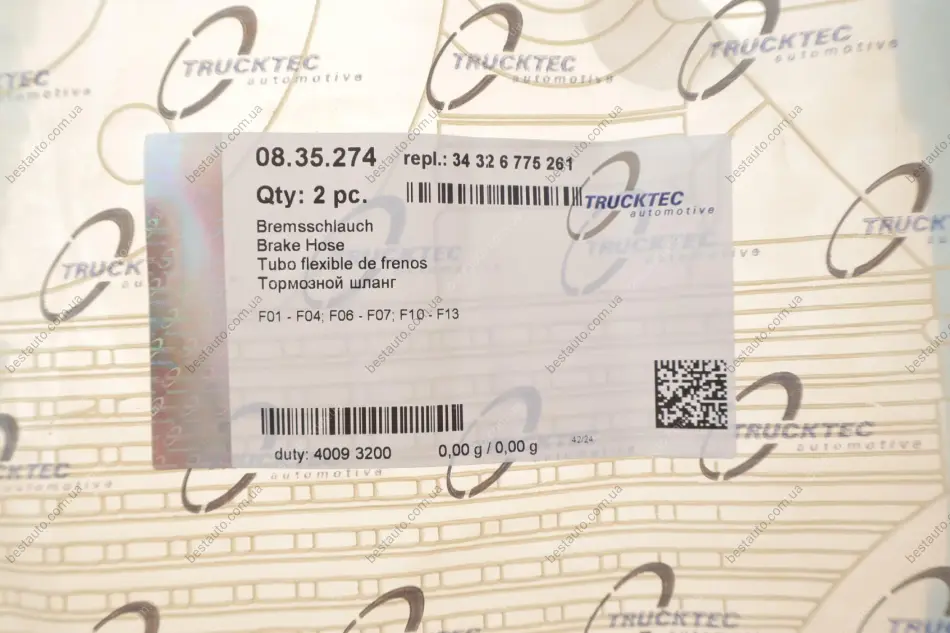 08.35.274 repl.: 34 32 6 775 261
Qty: 2 pc.
TRUCKTEC
automotive
Bremsschlauch
Brake Hose
Tubo flexible de frenos
Тормозной шланг
F01 - F04; F06 - F07; F10 - F13
duty: 4009 3200 0,00 g / 0,00 g 42/24
TRUCKTEC
automotive
bestauto.com.ua